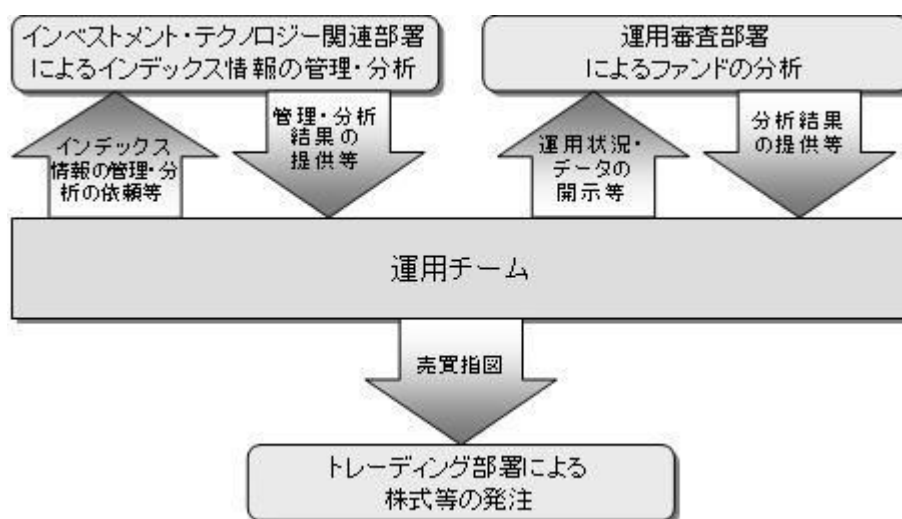 インベストメント・テクノロジー関連部署
によるインデックス情報の管理・分析
運用審査部署
によるファンドの分析
インデックス
情報の管理・分
析の依頼等
管理・分析
結果の
提供等
運用状況・
データの
開示等
分析結果
の提供等
運用チーム
売買指図
トレーディング部署による
株式等の発注